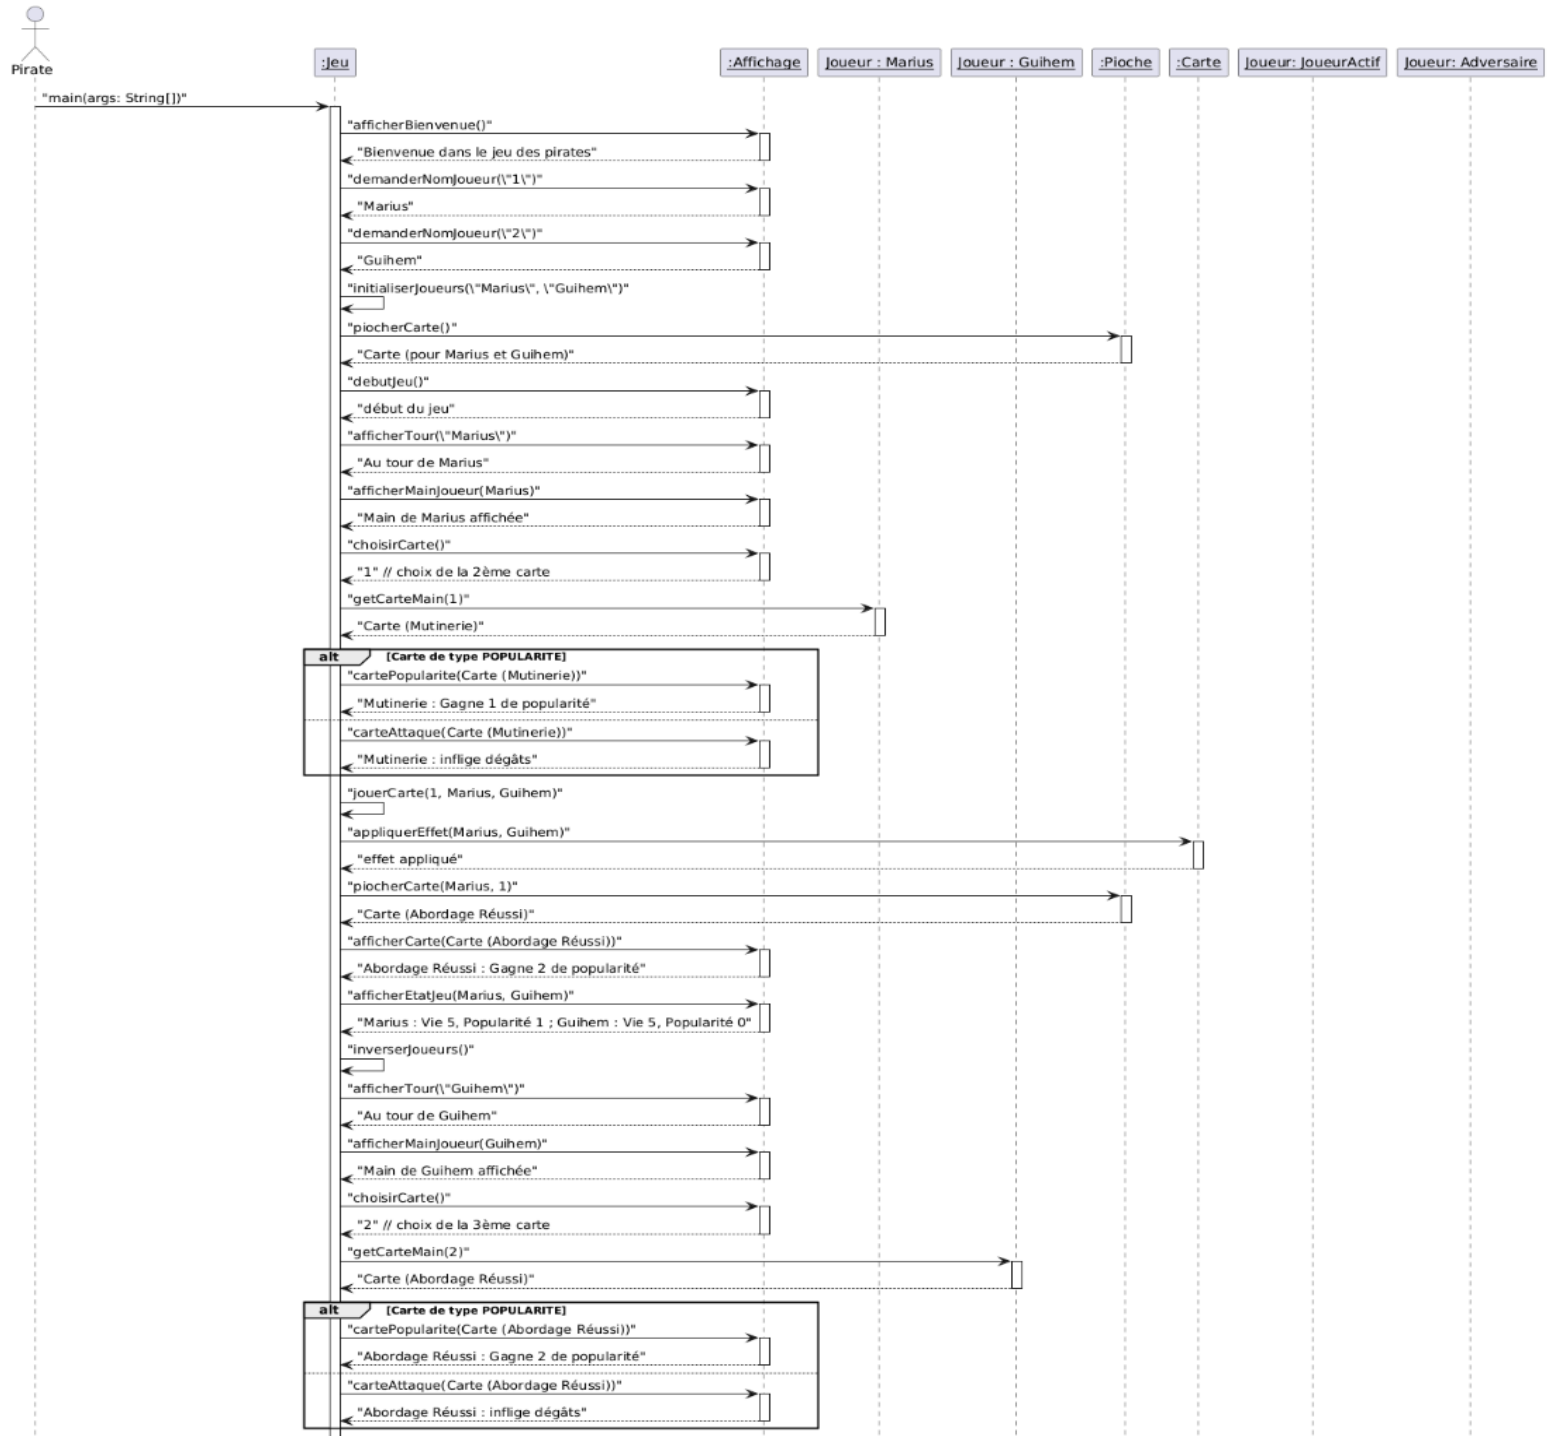 Pirate
:Jeu
:Affichage
Joueur : Marius
Joueur : Guihem
:Pioche
:Carte
Joueur: JoueurActif
Joueur: Adversaire
"main(args: String[])"
"afficherBienvenue()"
"Bienvenue dans le jeu des pirates"
"demanderNomJoueur(\"1\")"
"Marius"
"demanderNomJoueur(\"2\")"
"Guihem"
"initialiserJoueurs(\"Marius\", \"Guihem\")"
"piocherCarte()"
"Carte (pour Marius et Guihem)"
"debutJeu()"
"début du jeu"
"afficherTour(\"Marius\")"
"Au tour de Marius"
"afficherMainJoueur(Marius)"
"Main de Marius affichée"
"choisirCarte()"
"1" // choix de la 2ème carte
"getCarteMain(1)"
"Carte (Mutinerie)"
alt [Carte de type POPULARITE]
"cartePopularite(Carte (Mutinerie))"
"Mutinerie : Gagne 1 de popularité"
"carteAttaque(Carte (Mutinerie))"
"Mutinerie : inflige dégâts"
"jouerCarte(1, Marius, Guihem)"
"appliquerEffet(Marius, Guihem)"
"effet appliqué"
"piocherCarte(Marius, 1)"
"Carte (Abordage Réussi)"
"afficherCarte(Carte (Abordage Réussi))"
"Abordage Réussi : Gagne 2 de popularité"
"afficherEtatJeu(Marius, Guihem)"
"Marius : Vie 5, Popularité 1 ; Guihem : Vie 5, Popularité 0"
"inverserJoueurs()"
"afficherTour(\"Guihem\")"
"Au tour de Guihem"
"afficherMainJoueur(Guihem)"
"Main de Guihem affichée"
"choisirCarte()"
"2" // choix de la 3ème carte
"getCarteMain(2)"
"Carte (Abordage Réussi)"
alt [Carte de type POPULARITE]
"cartePopularite(Carte (Abordage Réussi))"
"Abordage Réussi : Gagne 2 de popularité"
"carteAttaque(Carte (Abordage Réussi))"
"Abordage Réussi : inflige dégâts"